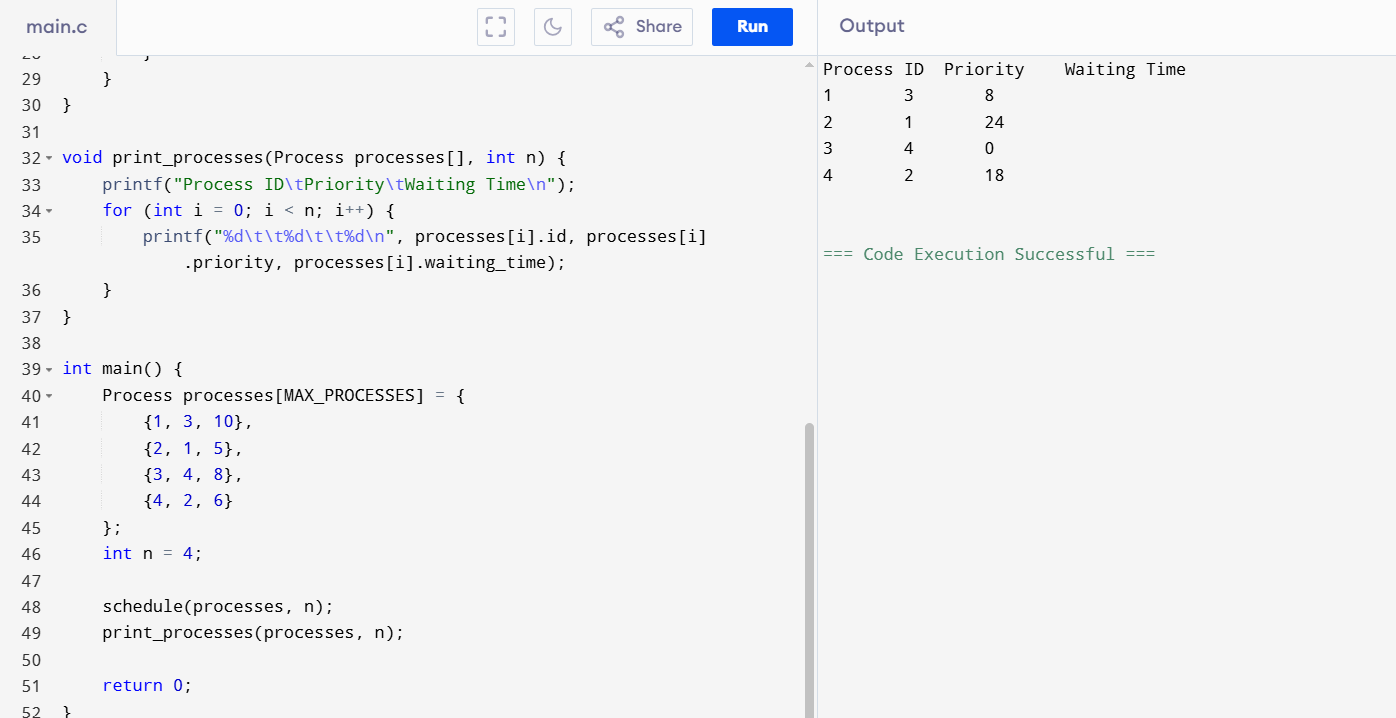 main.c
Share
Run
Output
29 }
30 }
31
32 void print_processes(Process processes[], int n) {
33 printf("Process ID\tPriority\tWaiting Time\n");
34 for (int i = 0; i < n; i++) {
35 printf("%d\t\t%d\t\t%d\n", processes[i].id, processes[i]
.priority, processes[i].waiting_time);
36 }
37 }
38
39 int main() {
40 Process processes[MAX_PROCESSES] = {
41 {1, 3, 10},
42 {2, 1, 5},
43 {3, 4, 8},
44 {4, 2, 6}
45 };
46 int n = 4;
47
48 schedule(processes, n);
49 print_processes(processes, n);
50
51 return 0;
52 }
Process ID Priority Waiting Time
1 3 8
2 1 24
3 4 0
4 2 18
=== Code Execution Successful ===